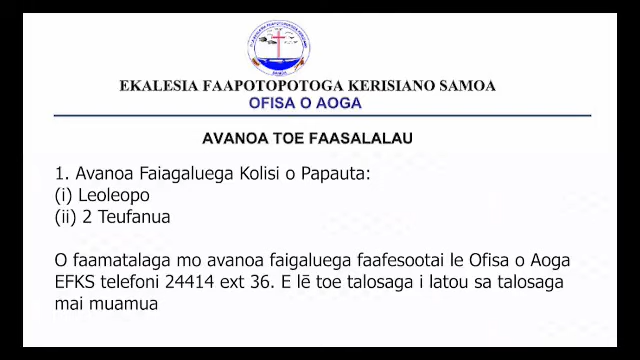 EKALESIA FAAPOTOPOTOGA KERISIANO SAMOA
OFISA O AOGA
AVANOA TOE FAASALALAU
1. Avanoa Faiagaluega Kolisi o Papauta:
(i) Leoleopo
(ii) 2 Teufanua
O faamatalaga mo avanoa faigaluega faafesootai le Ofisa o Aoga
EFKS telefoni 24414 ext 36. E lē toe talosaga i latou sa talosaga
mai muamua